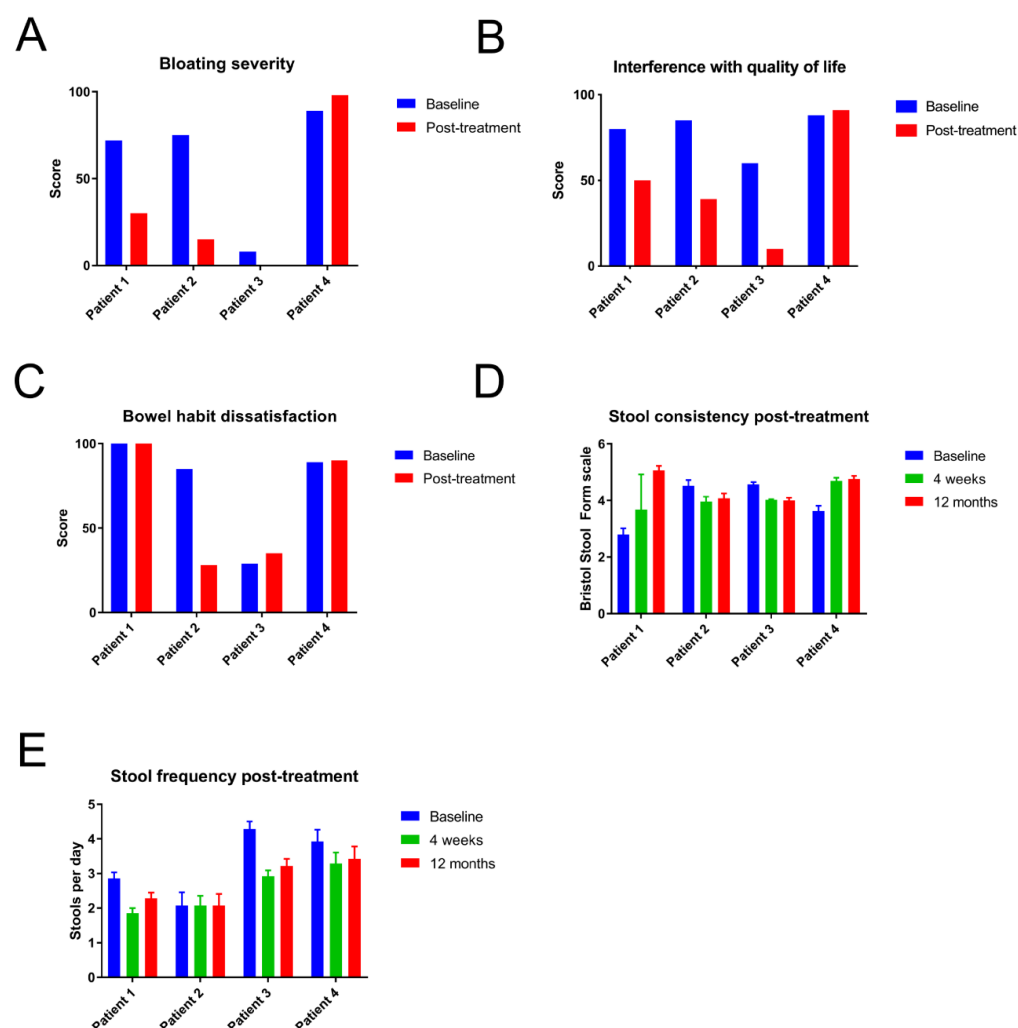 A
Bloating severity
100
50
0
Score
Patient 1
Patient 2
Patient 3
Patient 4
Baseline
Post-treatment
B
Interference with quality of life
100
50
0
Score
Patient 1
Patient 2
Patient 3
Patient 4
Baseline
Post-treatment
C
Bowel habit dissatisfaction
100
50
0
Score
Patient 1
Patient 2
Patient 3
Patient 4
Baseline
Post-treatment
D
Stool consistency post-treatment
6
4
2
0
Bristol Stool Form scale
Patient 1
Patient 2
Patient 3
Patient 4
Baseline
4 weeks
12 months
E
Stool frequency post-treatment
5
4
3
2
1
0
Stools per day
Patient 1
Patient 2
Patient 3
Patient 4
Baseline
4 weeks
12 months